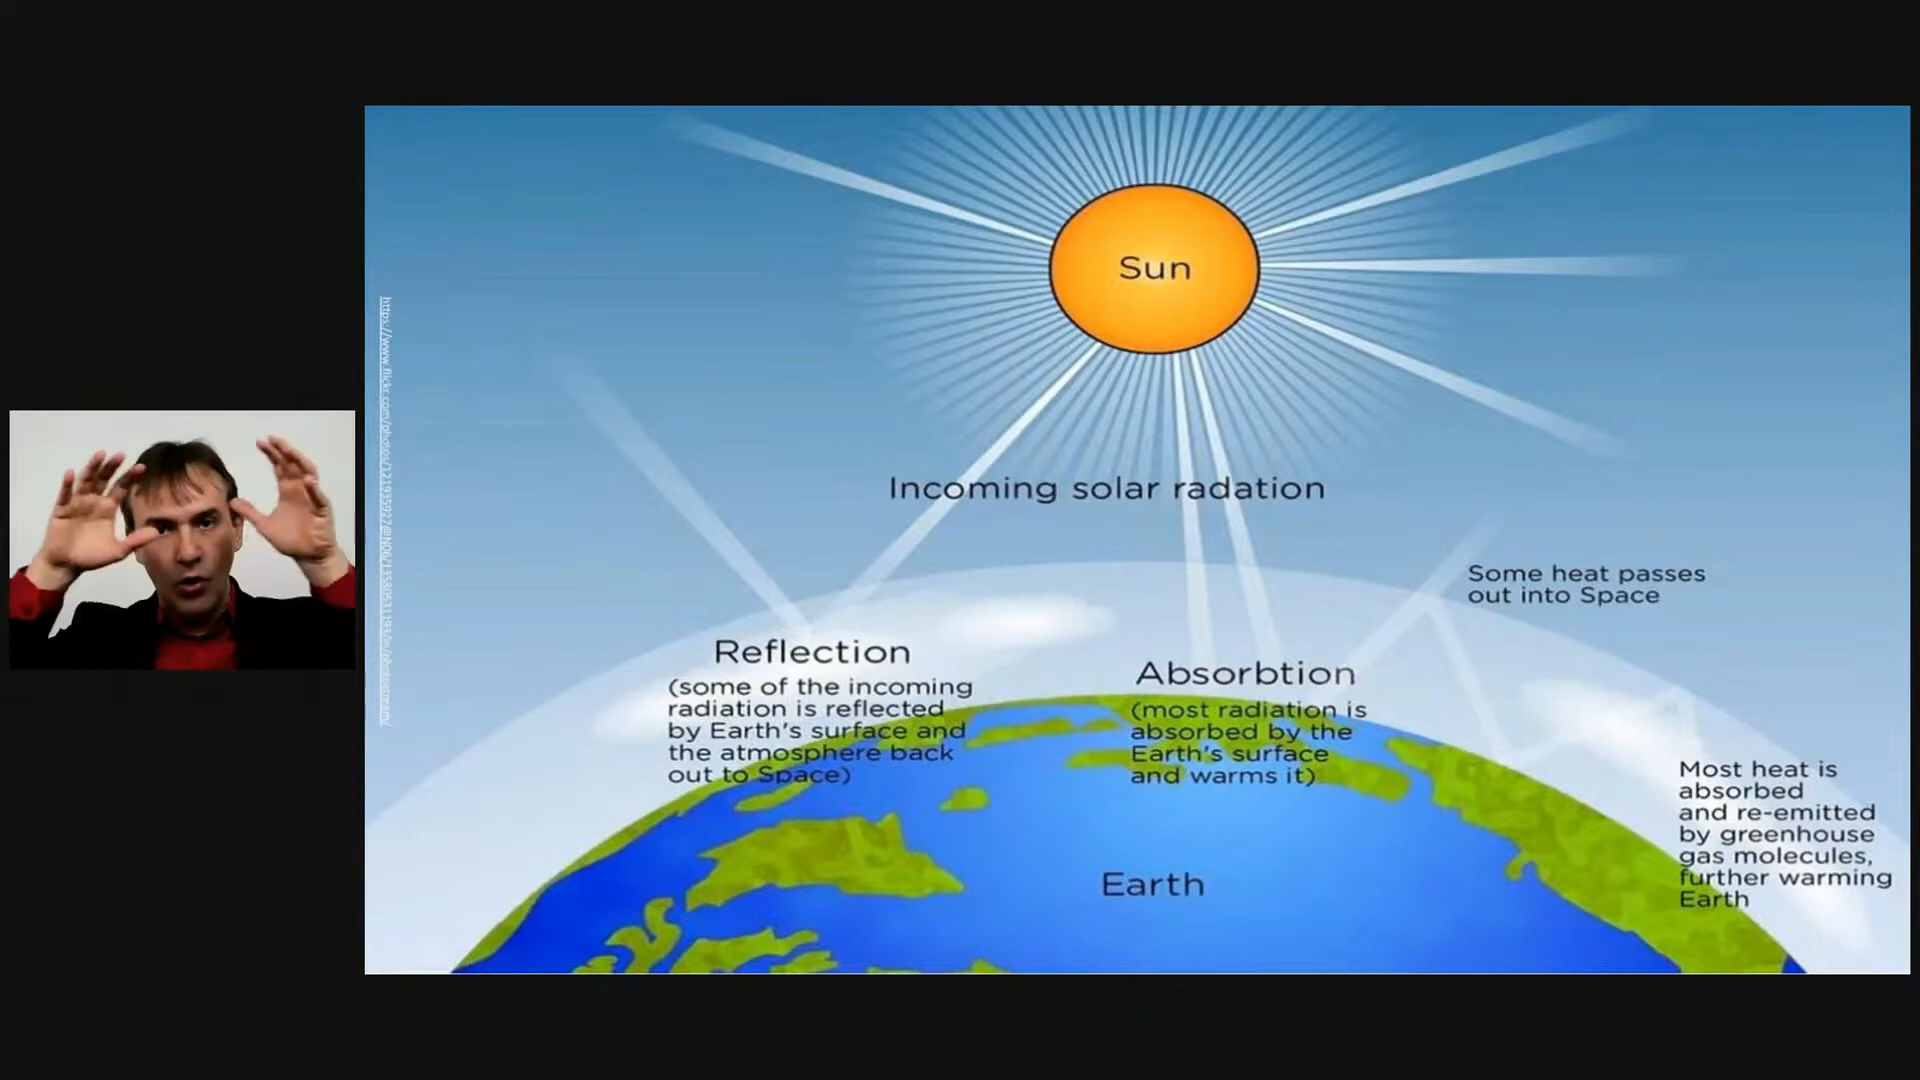 Sun
Incoming solar radation
Some heat passes
out into Space
Reflection
(some of the incoming
radiation is reflected
by Earth's surface and
the atmosphere back
out to Space)
Absorbtion
(most radiation is
absorbed by the
Earth's surface
and warms it)
Most heat is
absorbed
and re-emitted
by greenhouse
gas molecules,
further warming
Earth
Earth